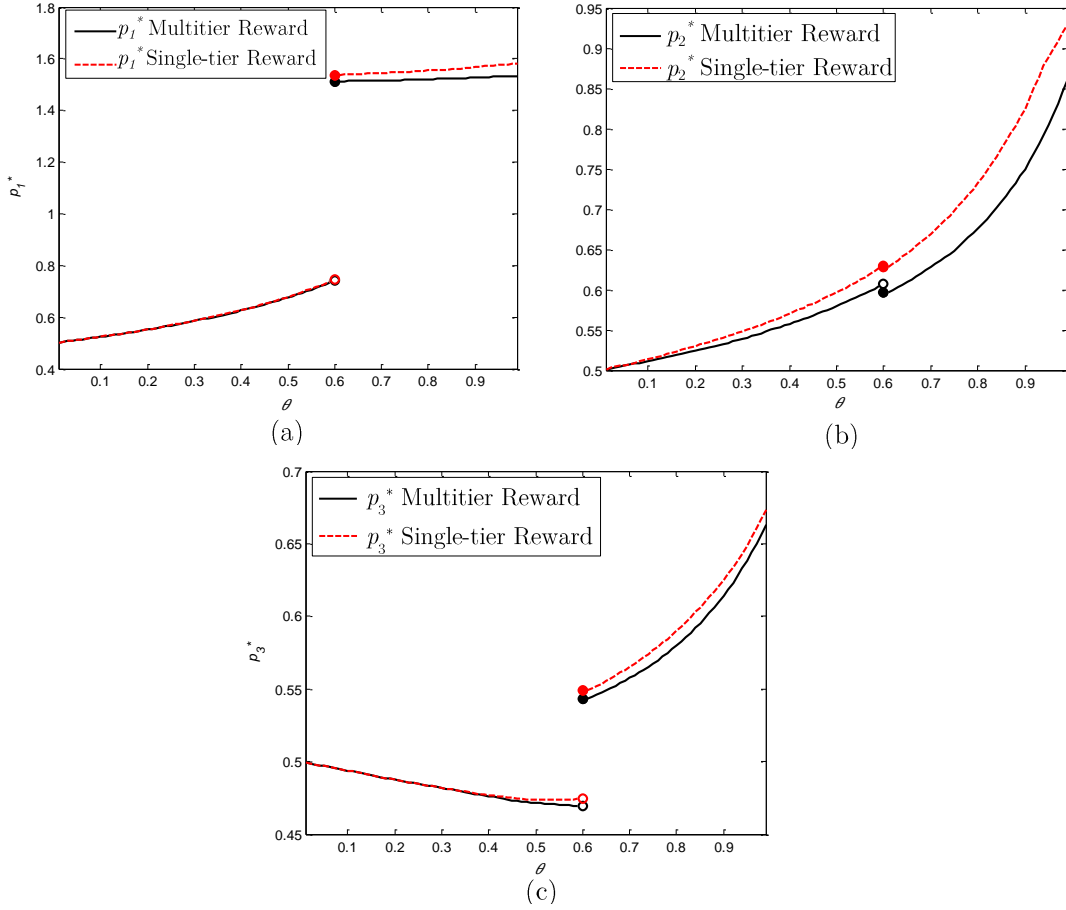 p₁* Multitier Reward
p₁* Single-tier Reward
1.8
1.6
1.4
1.2
1
0.8
0.6
0.4
p₁*
0.1 0.2 0.3 0.4 0.5 0.6 0.7 0.8 0.9
θ
(a)
p₂* Multitier Reward
p₂* Single-tier Reward
0.95
0.9
0.85
0.8
0.75
0.7
0.65
0.6
0.55
0.5
0.1 0.2 0.3 0.4 0.5 0.6 0.7 0.8 0.9
θ
(b)
p₃* Multitier Reward
p₃* Single-tier Reward
0.7
0.65
0.6
0.55
0.5
0.45
p₃*
0.1 0.2 0.3 0.4 0.5 0.6 0.7 0.8 0.9
θ
(c)